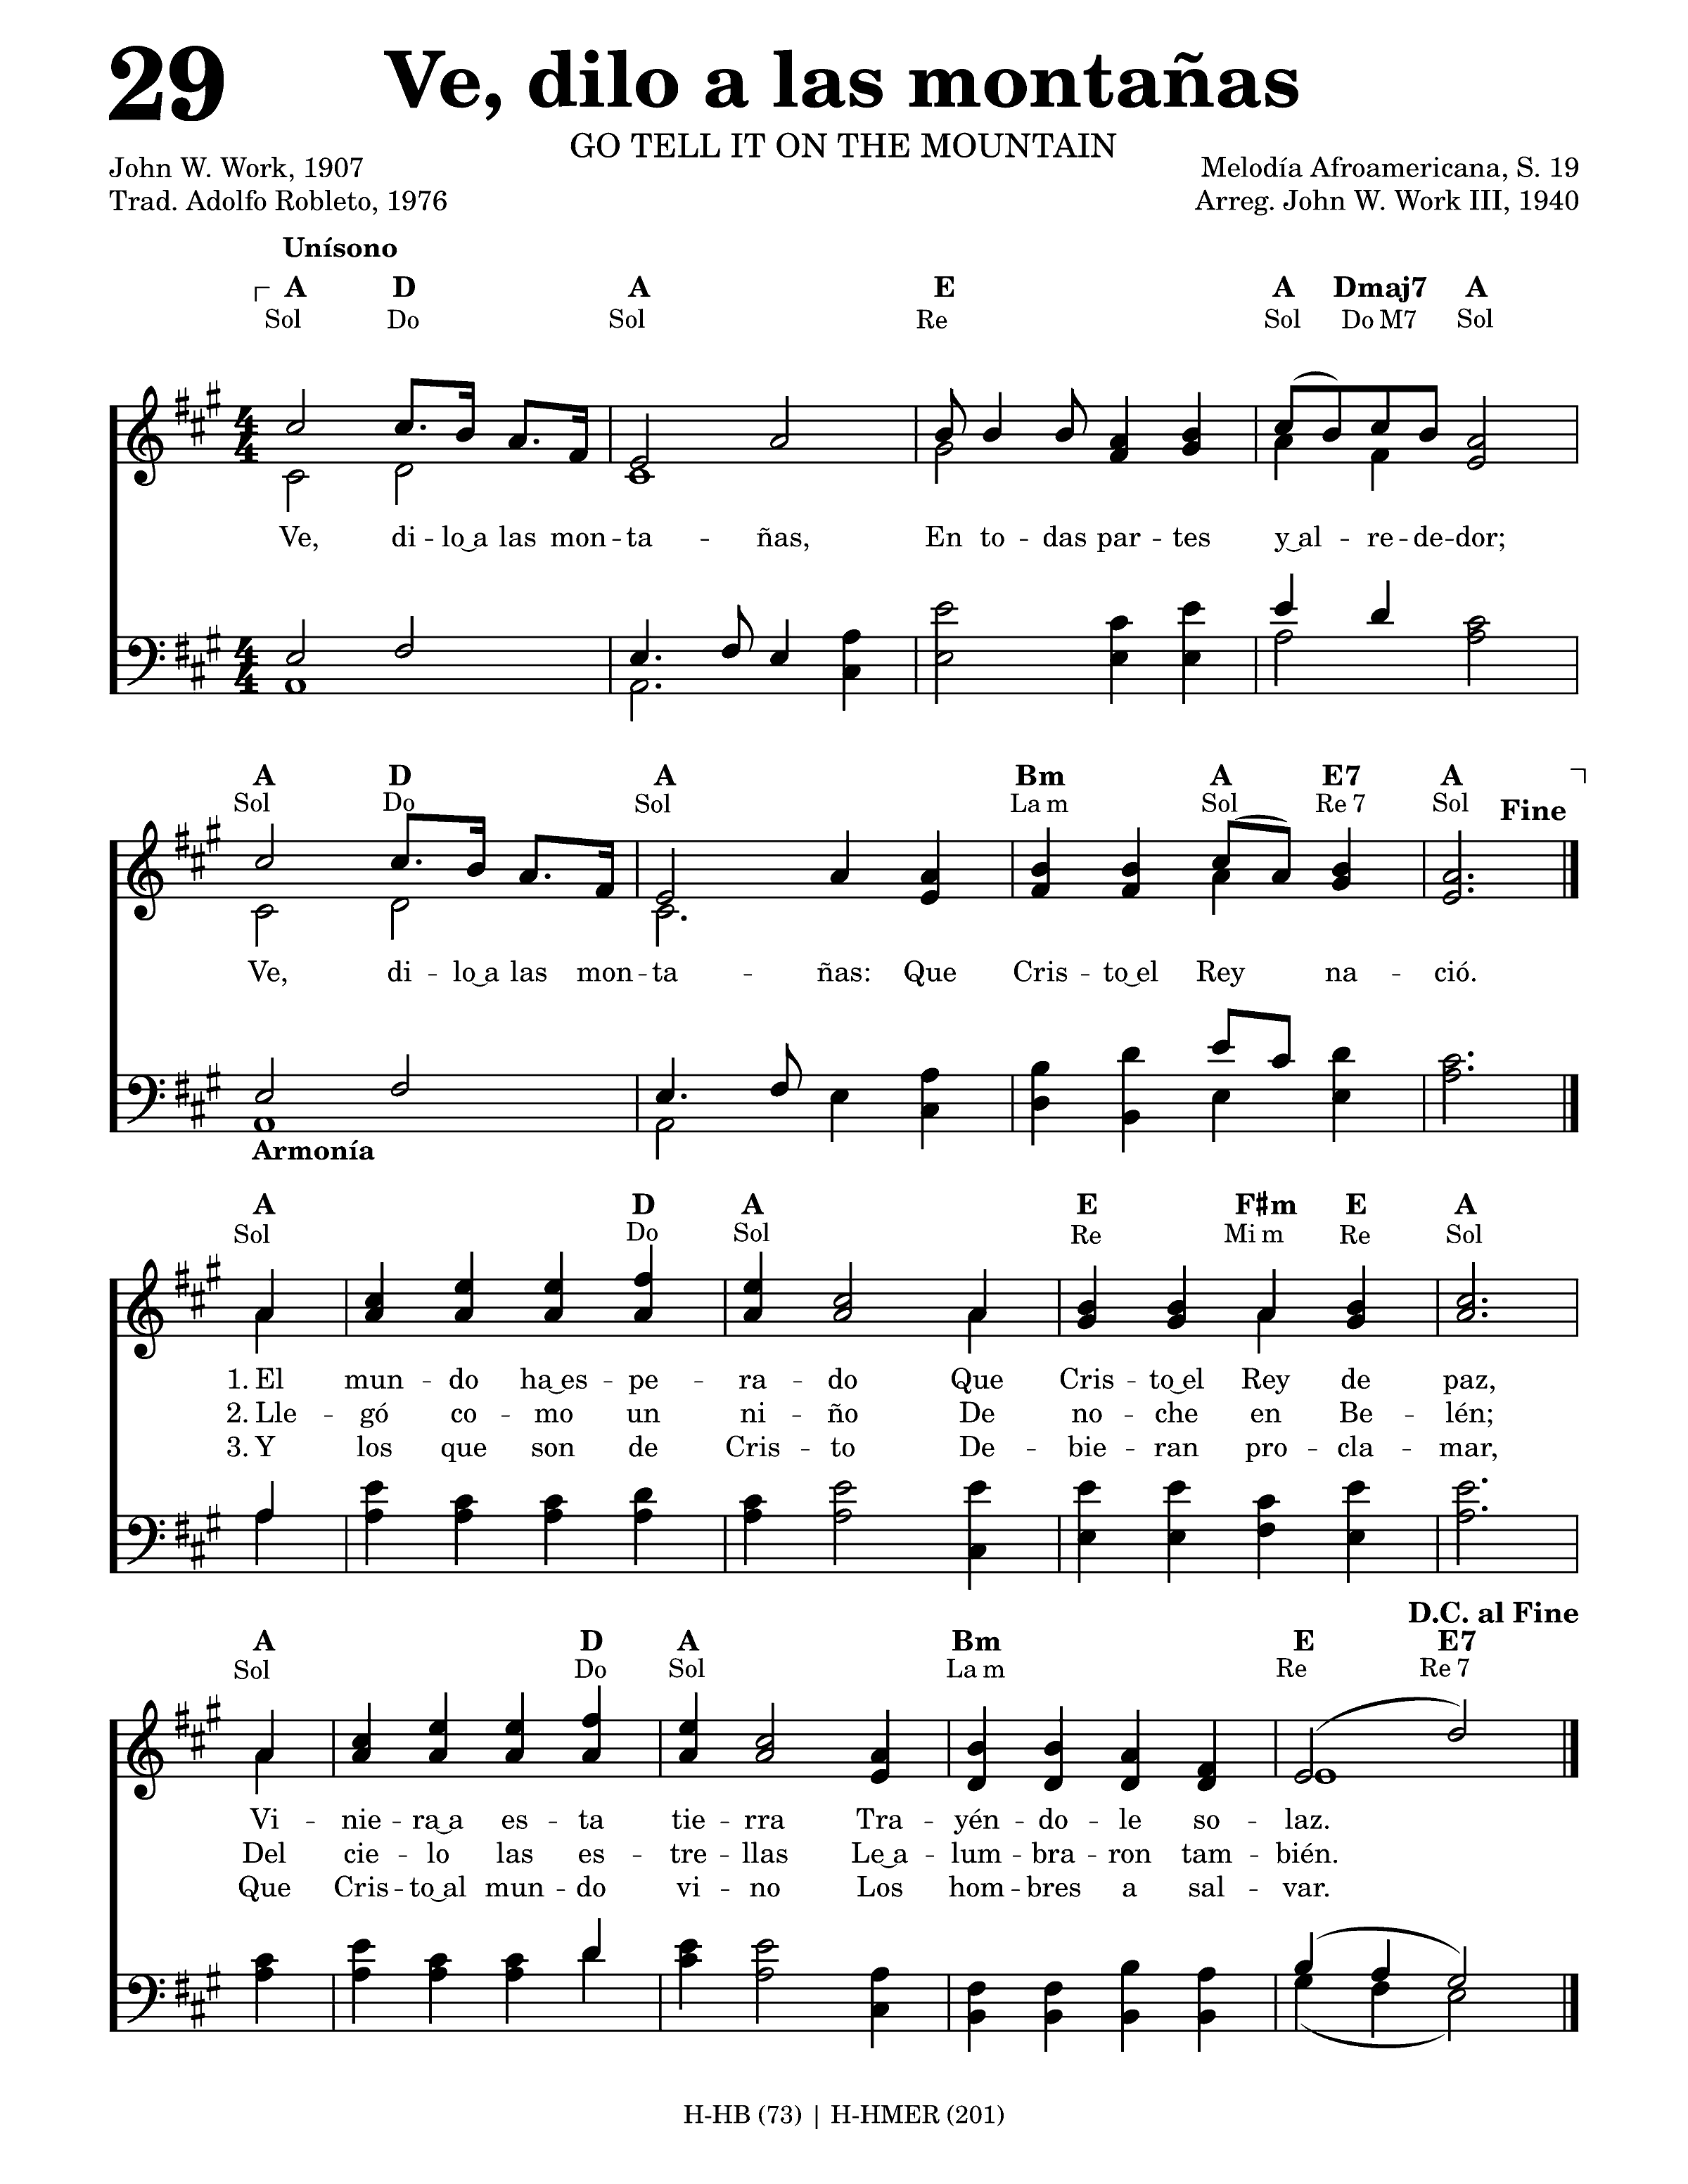 29 Ve, dilo a las montañas
GO TELL IT ON THE MOUNTAIN
John W. Work, 1907 Melodía Afroamericana, S. 19
Trad. Adolfo Robleto, 1976 Arreg. John W. Work III, 1940
Unísono
A D A E A Dmaj7 A
Sol Do Sol Re Sol Do M7 Sol
4 4
Ve, di - lo‿a las mon - ta - ñas, En to - das par - tes y‿al - re - de - dor;
4 4
A D A Bm A E7 A
Sol Do Sol La m Sol Re 7 Sol Fine
Ve, di - lo‿a las mon - ta - ñas: Que Cris - to‿el Rey na - ció.
Armonía
A D A E F♯m E A
Sol Do Sol Re Mi m Re Sol
1. El mun - do ha‿es - pe - ra - do Que Cris - to‿el Rey de paz,
2. Lle - gó co - mo un ni - ño De no - che en Be - lén;
3. Y los que son de Cris - to De - bie - ran pro - cla - mar,
D.C. al Fine
A D A Bm E E7
Sol Do Sol La m Re Re 7
Vi - nie - ra‿a es - ta tie - rra Tra - yén - do - le so - laz.
Del cie - lo las es - tre - llas Le‿a - lum - bra - ron tam - bién.
Que Cris - to‿al mun - do vi - no Los hom - bres a sal - var.
H-HB (73) | H-HMER (201)